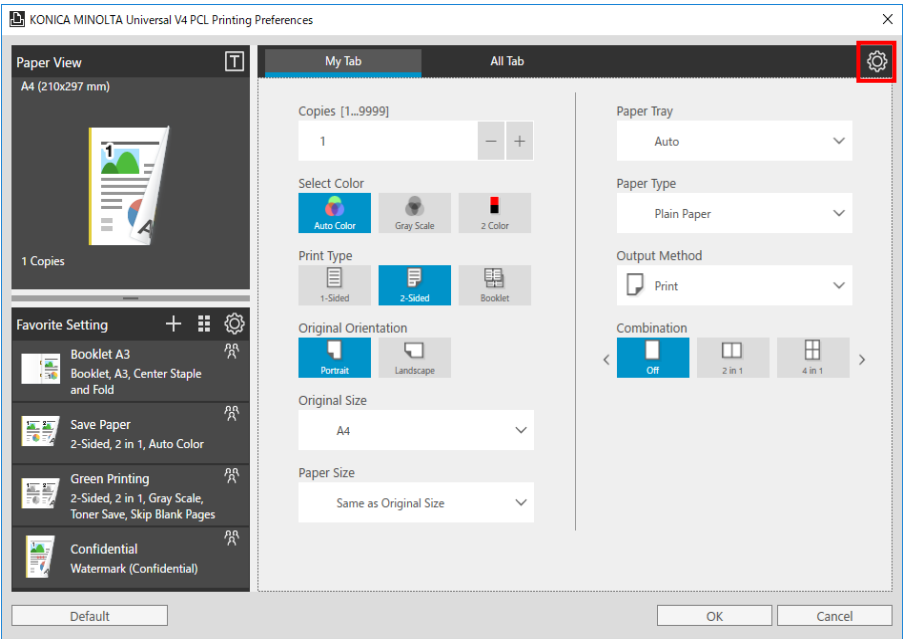 KONICA MINOLTA Universal V4 PCL Printing Preferences
Paper View
T
A4 (210x297 mm)
1
A
1 Copies
Favorite Setting
Booklet A3
Booklet, A3, Center Staple
and Fold
Save Paper
2-Sided, 2 in 1, Auto Color
Green Printing
2-Sided, 2 in 1, Gray Scale,
Toner Save, Skip Blank Pages
Confidential
Watermark (Confidential)
My Tab
All Tab
Copies [1...9999]
1
Select Color
Auto Color
Gray Scale
2 Color
Print Type
1-Sided
2-Sided
Booklet
Original Orientation
Portrait
Landscape
Original Size
A4
Paper Size
Same as Original Size
Paper Tray
Auto
Paper Type
Plain Paper
Output Method
Print
Combination
Off
2 in 1
4 in 1
Default
OK
Cancel